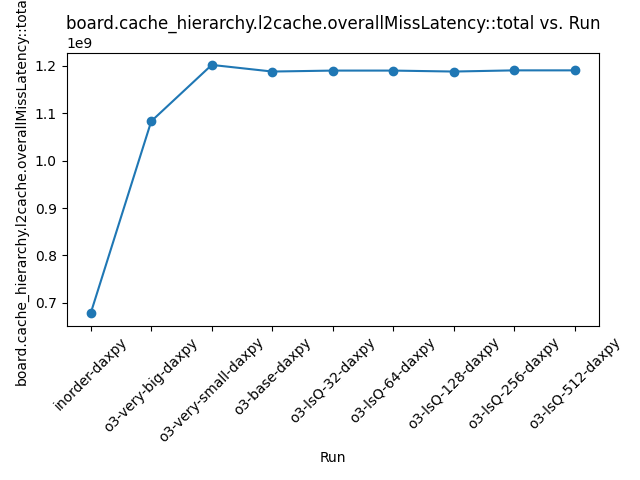 board.cache_hierarchy.l2cache.overallMissLatency::total vs. Run
1e9
board.cache_hierarchy.l2cache.overallMissLatency::tota
1.2
1.1
1.0
0.9
0.8
0.7
inorder-daxpy
o3-very-big-daxpy
o3-very-small-daxpy
o3-base-daxpy
o3-lsQ-32-daxpy
o3-lsQ-64-daxpy
o3-lsQ-128-daxpy
o3-lsQ-256-daxpy
o3-lsQ-512-daxpy
Run